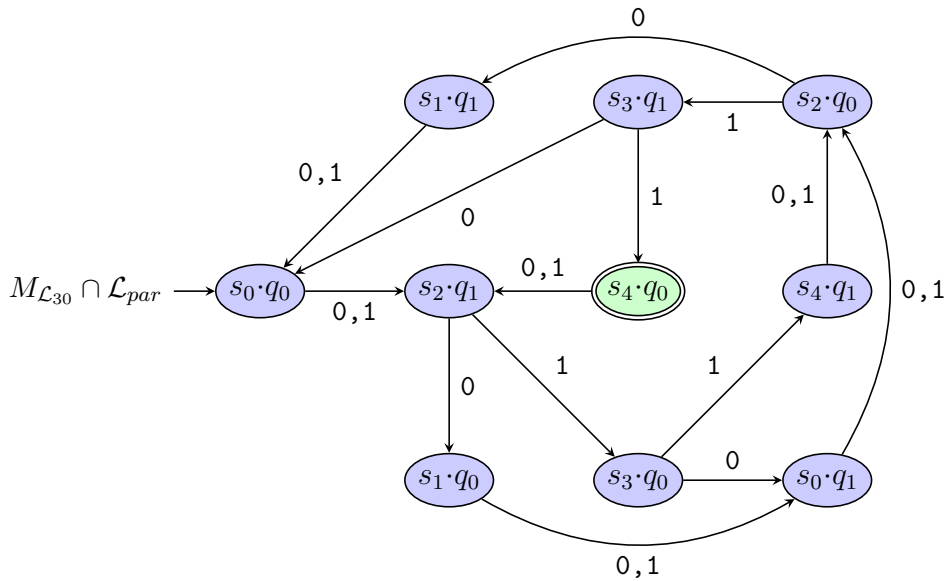 0
s₁·q₁
s₃·q₁
s₂·q₀
1
0,1
0
1
0,1
M_{ℒ₃₀} ∩ ℒ_{par}
s₀·q₀
0,1
s₂·q₁
0,1
s₄·q₀
s₄·q₁
0,1
0
1
1
s₁·q₀
s₃·q₀
0
s₀·q₁
0,1